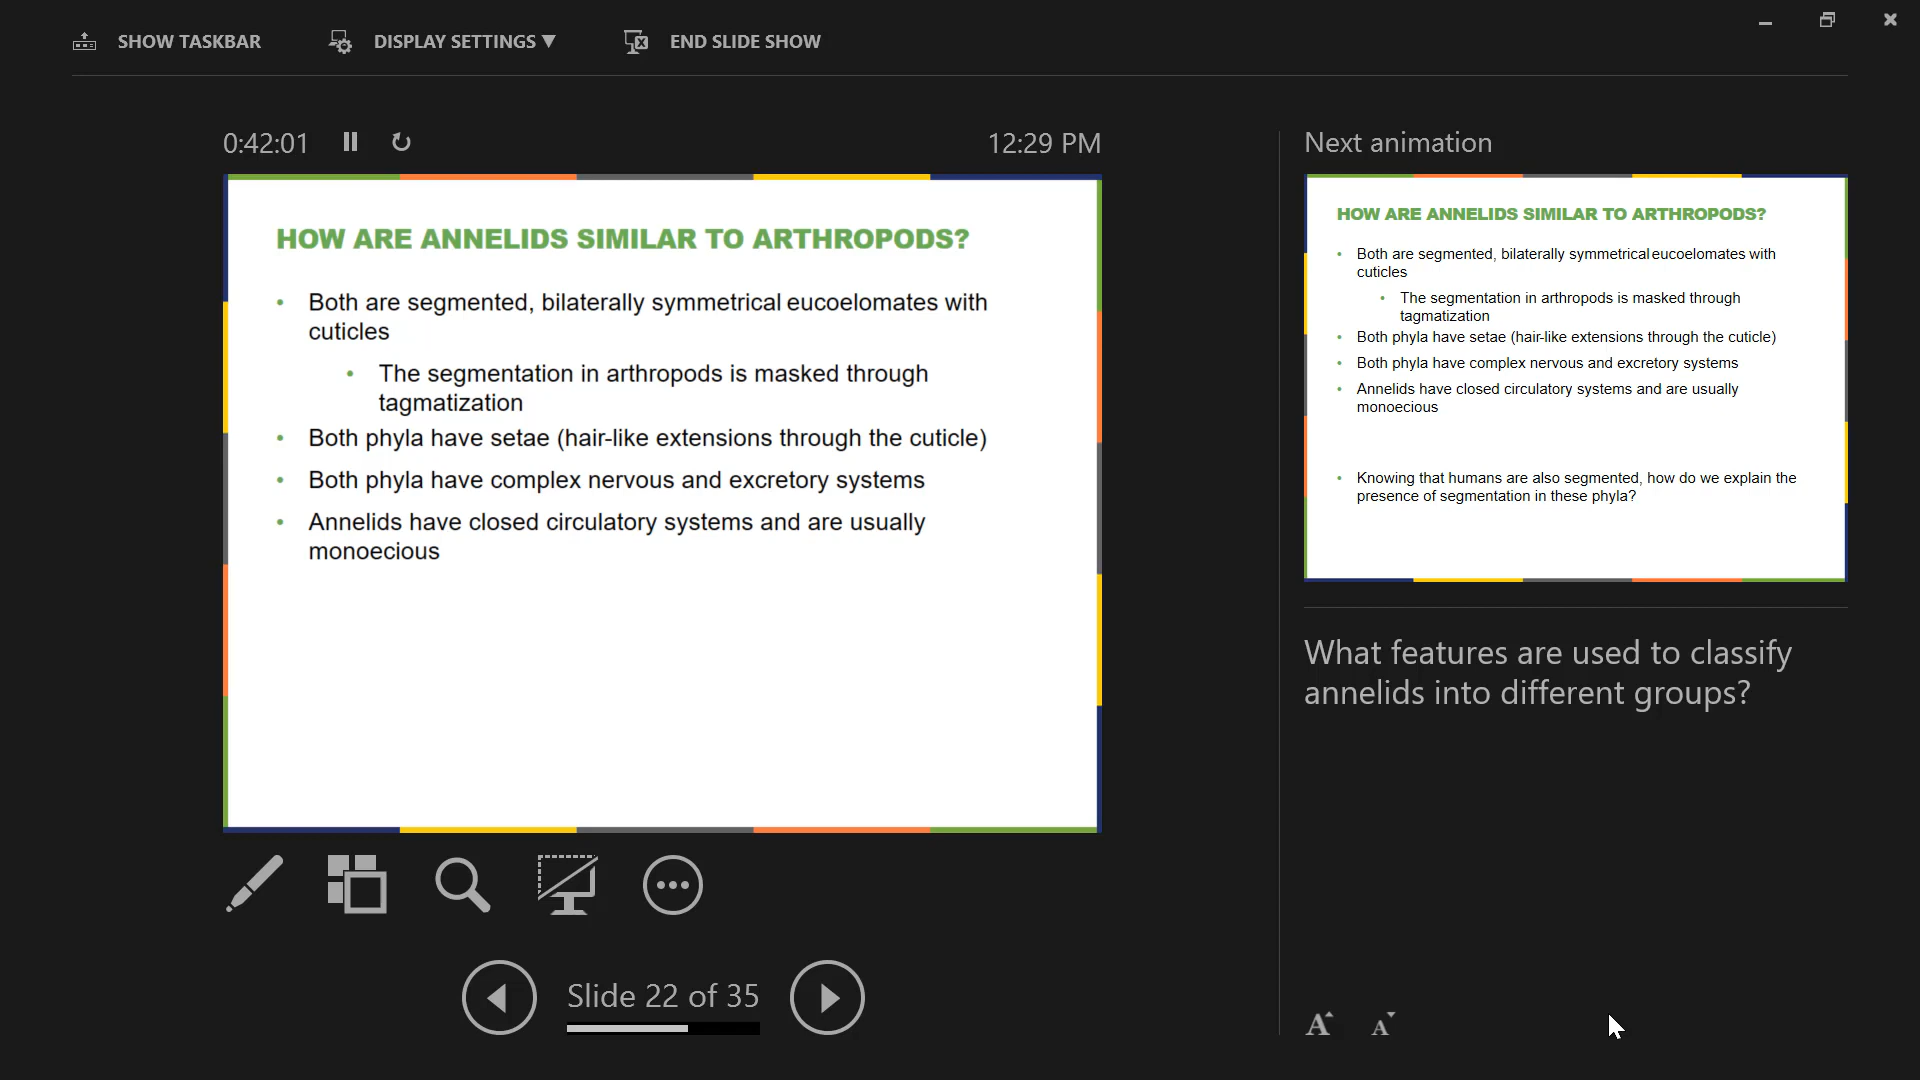 SHOW TASKBAR
DISPLAY SETTINGS
END SLIDE SHOW
0:42:01
12:29 PM
HOW ARE ANNELIDS SIMILAR TO ARTHROPODS?
• Both are segmented, bilaterally symmetrical eucoelomates with
cuticles
• The segmentation in arthropods is masked through
tagmatization
• Both phyla have setae (hair-like extensions through the cuticle)
• Both phyla have complex nervous and excretory systems
• Annelids have closed circulatory systems and are usually
monoecious
Slide 22 of 35
Next animation
HOW ARE ANNELIDS SIMILAR TO ARTHROPODS?
• Both are segmented, bilaterally symmetrical eucoelomates with
cuticles
• The segmentation in arthropods is masked through
tagmatization
• Both phyla have setae (hair-like extensions through the cuticle)
• Both phyla have complex nervous and excretory systems
• Annelids have closed circulatory systems and are usually
monoecious
• Knowing that humans are also segmented, how do we explain the
presence of segmentation in these phyla?
What features are used to classify
annelids into different groups?
A A